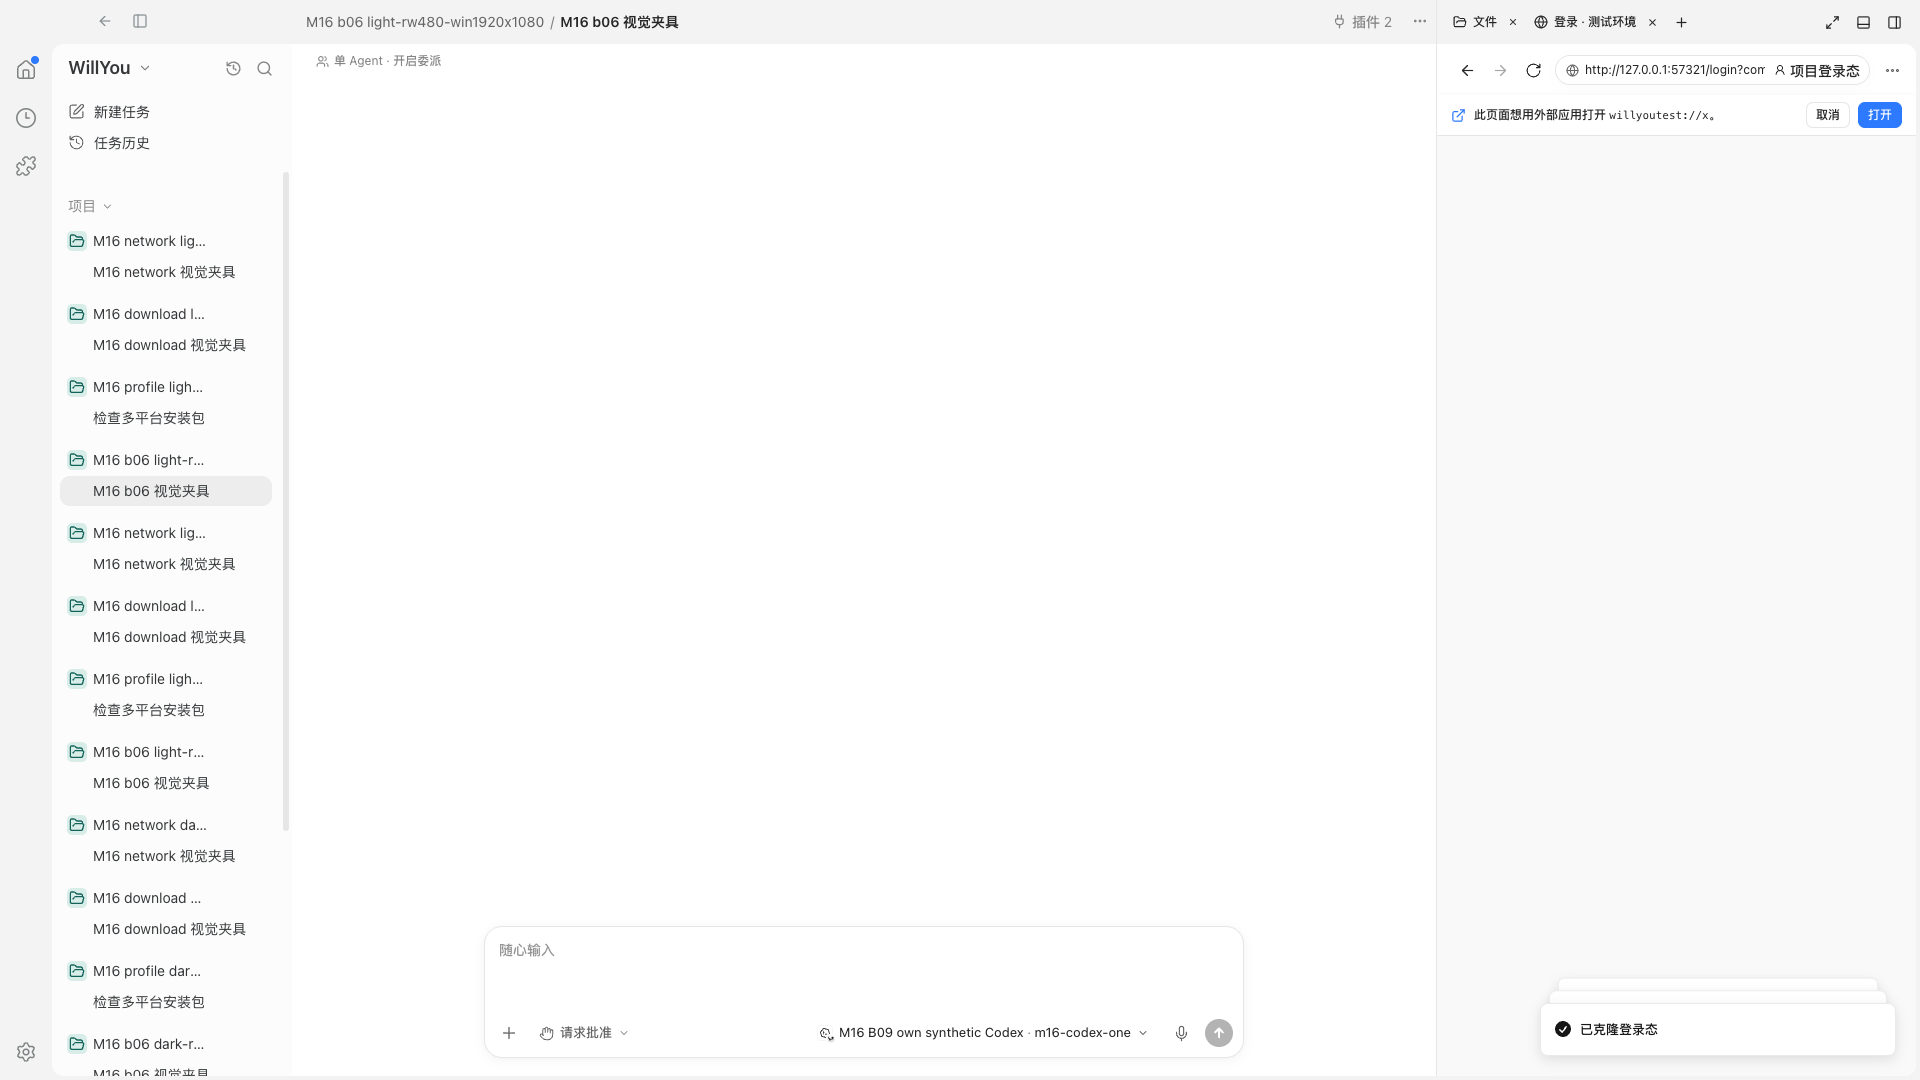 M16 b06 light-rw480-win1920x1080 / M16 b06 视觉夹具
插件 2
文件
登录 · 测试环境
WillYou
单 Agent · 开启委派
http://127.0.0.1:57321/login?com
项目登录态
此页面想用外部应用打开 willyoutest://x。
取消
打开
新建任务
任务历史
项目
M16 network lig...
M16 network 视觉夹具
M16 download l...
M16 download 视觉夹具
M16 profile ligh...
检查多平台安装包
M16 b06 light-r...
M16 b06 视觉夹具
M16 network lig...
M16 network 视觉夹具
M16 download l...
M16 download 视觉夹具
M16 profile ligh...
检查多平台安装包
M16 b06 light-r...
M16 b06 视觉夹具
M16 network da...
M16 network 视觉夹具
M16 download ...
M16 download 视觉夹具
M16 profile dar...
检查多平台安装包
M16 b06 dark-r...
M16 b06 视觉夹具
随心输入
请求批准
M16 B09 own synthetic Codex · m16-codex-one
已克隆登录态